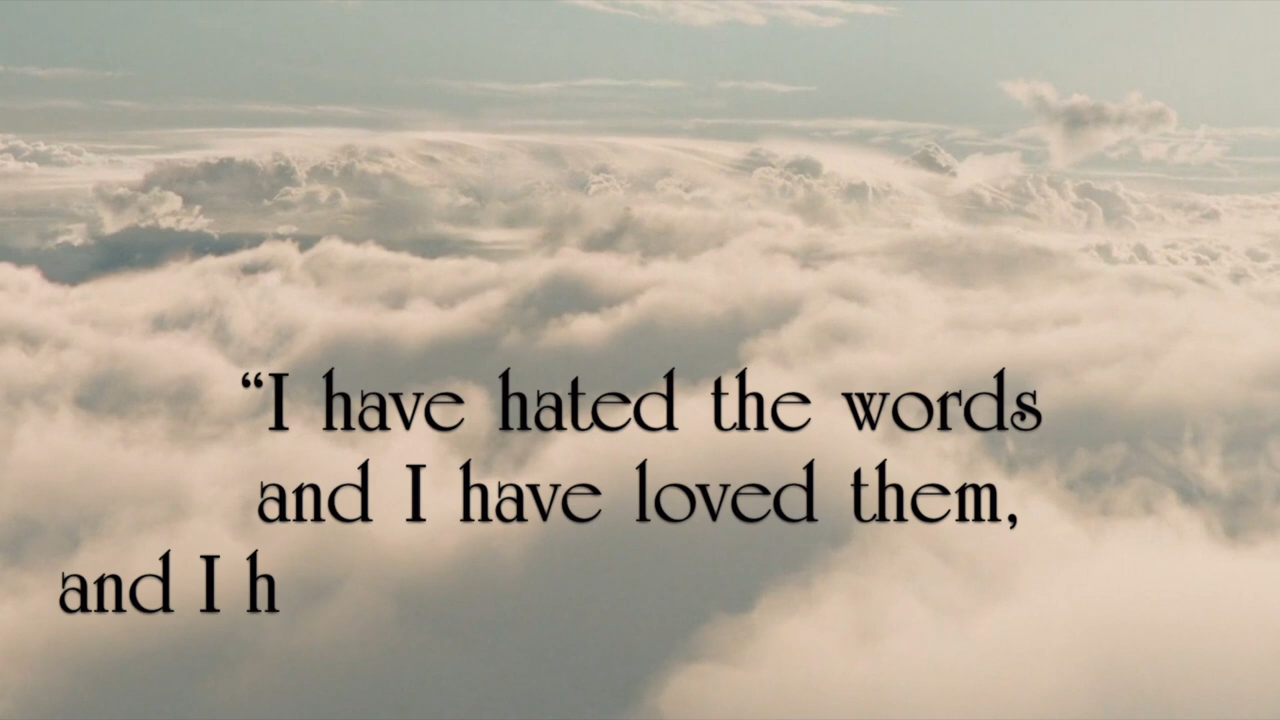 “I have hated the words
and I have loved them,
and I h